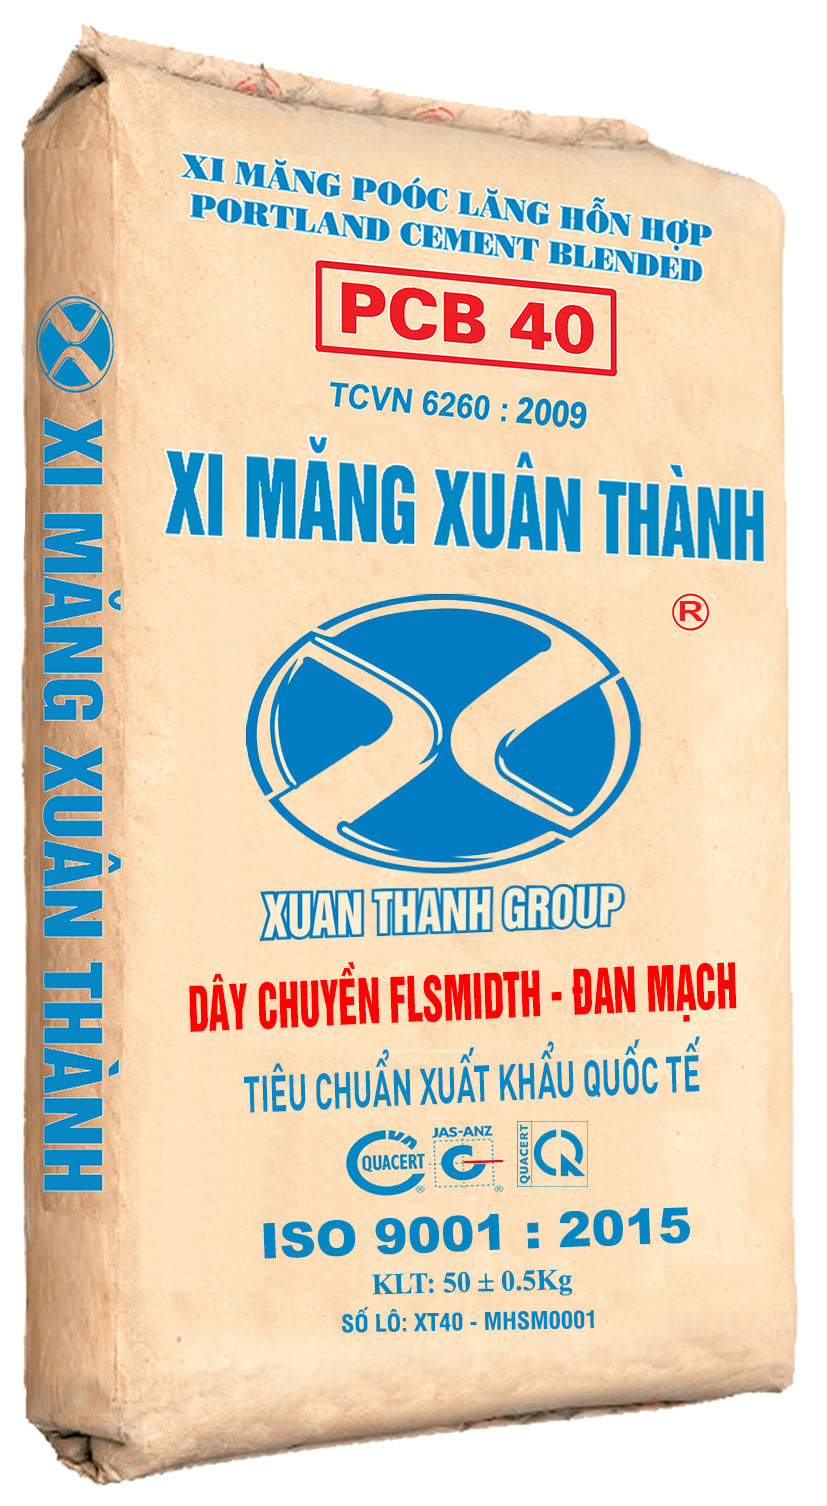 XI MĂNG POÓC LĂNG HỖN HỢP
PORTLAND CEMENT BLENDED
PCB 40
TCVN 6260 : 2009
XI MĂNG XUÂN THÀNH
®
XUAN THANH GROUP
DÂY CHUYỀN FLSMIDTH - ĐAN MẠCH
TIÊU CHUẨN XUẤT KHẨU QUỐC TẾ
QUACERT ®
JAS-ANZ
®
QUACERT
ISO 9001 : 2015
KLT: 50 ± 0.5Kg
SỐ LÔ: XT40 - MHSM0001
XI MĂNG XUÂN THÀNH